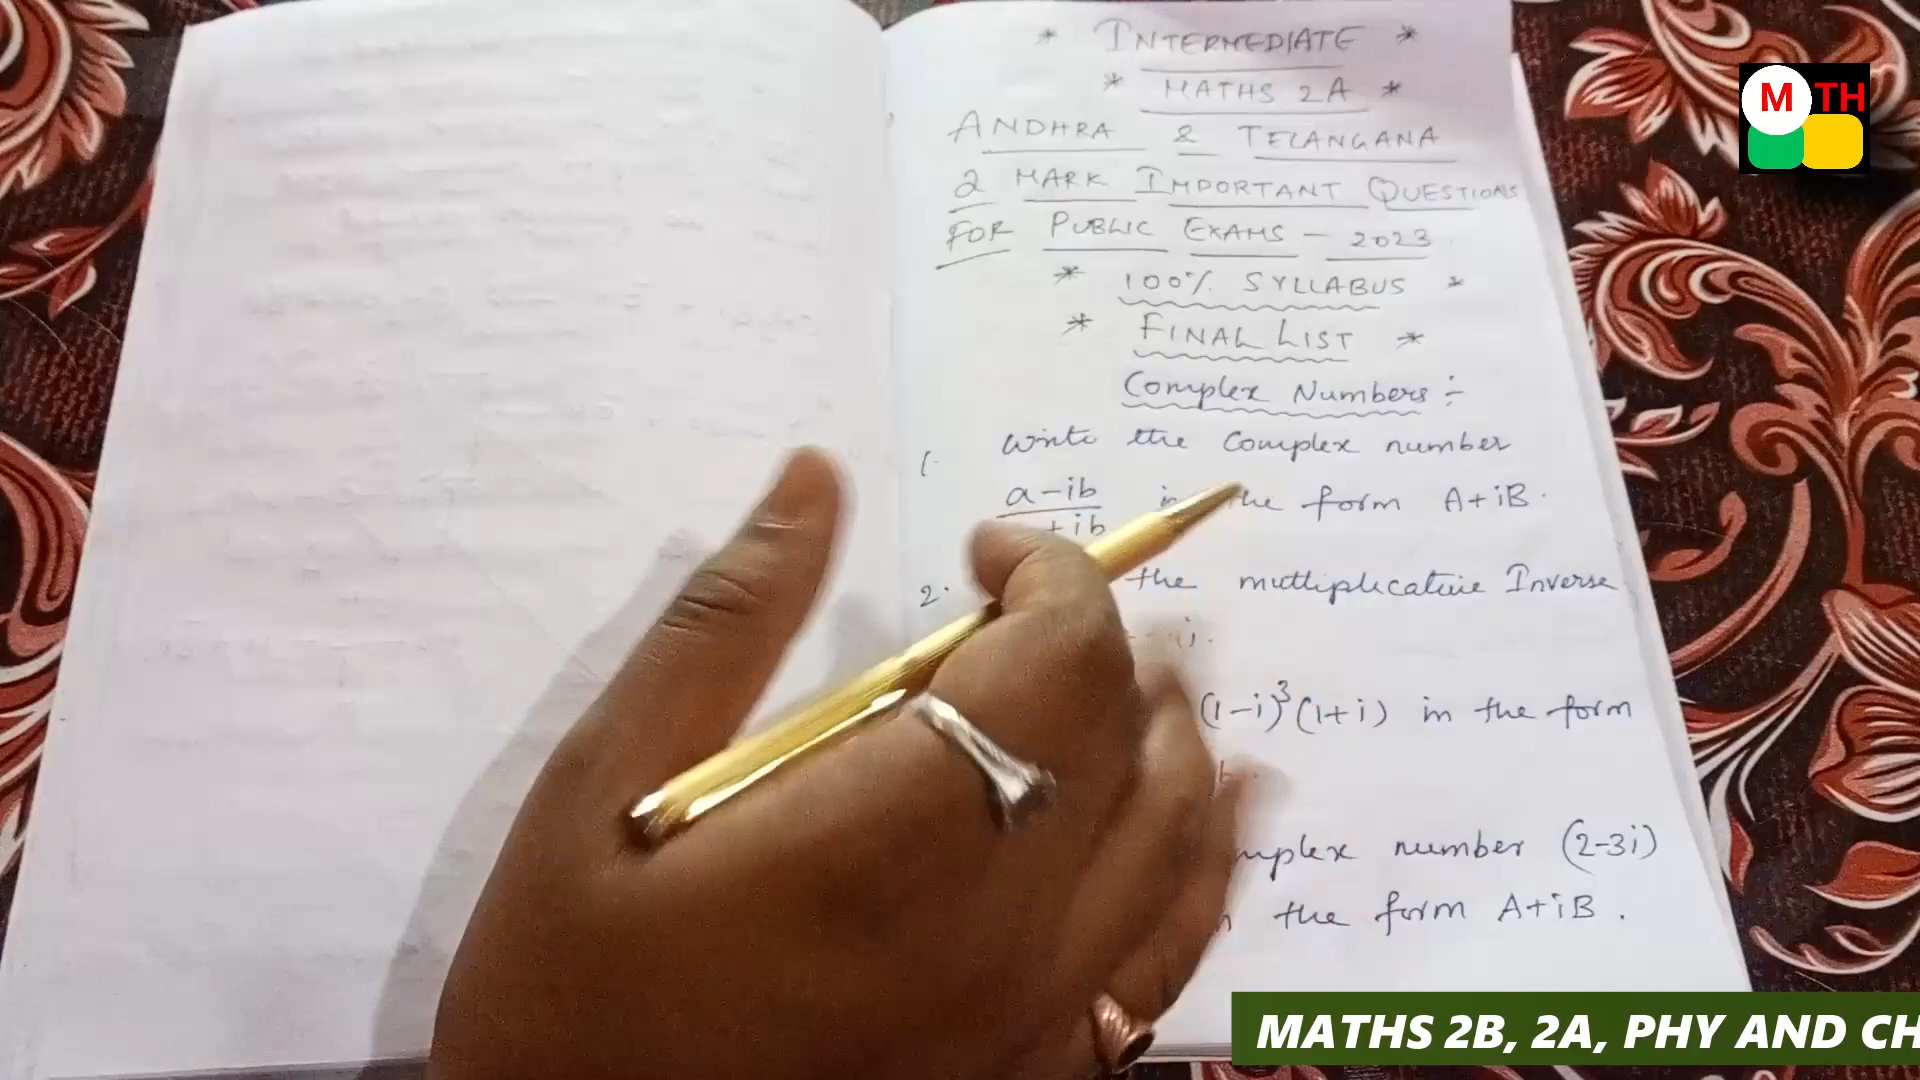 * INTERMEDIATE *
* MATHS 2A *
ANDHRA & TELANGANA
2 MARK IMPORTANT QUESTIONS
FOR PUBLIC EXAMS - 2023
* 100% SYLLABUS *
* FINAL LIST *
Complex Numbers :-
1. Write the Complex number
a-ib in the form A+iB.
+ib
2. the multiplicative Inverse
(1-i)³(1+i) in the form
number (2-3i)
the form A+iB.
M TH
MATHS 2B, 2A, PHY AND CH